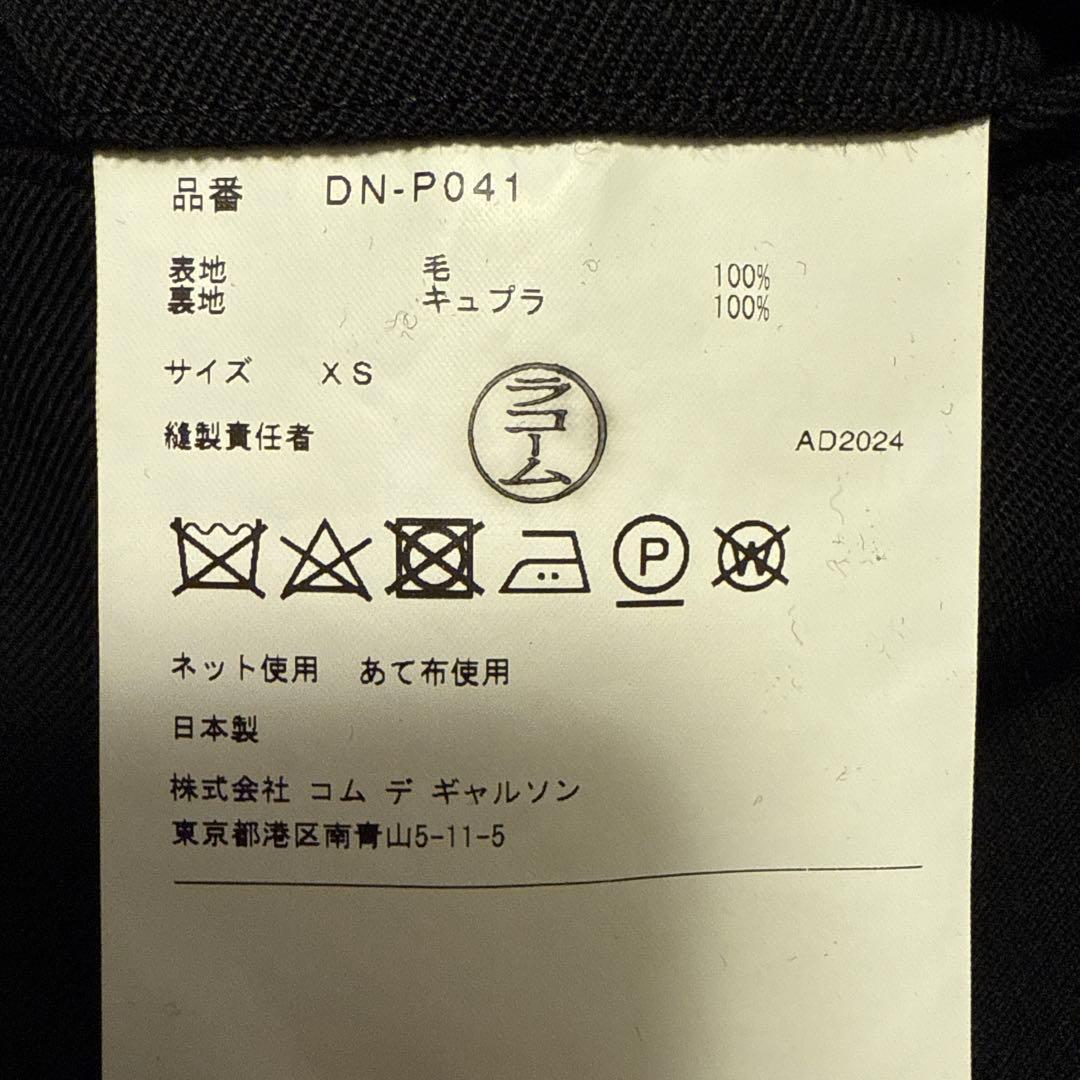 品番 DN-P041
表地 毛 100%
裏地 キュプラ 100%
サイズ XS
縫製責任者 ラコーム AD2024
P W
ネット使用 あて布使用
日本製
株式会社 コム デ ギャルソン
東京都港区南青山5-11-5